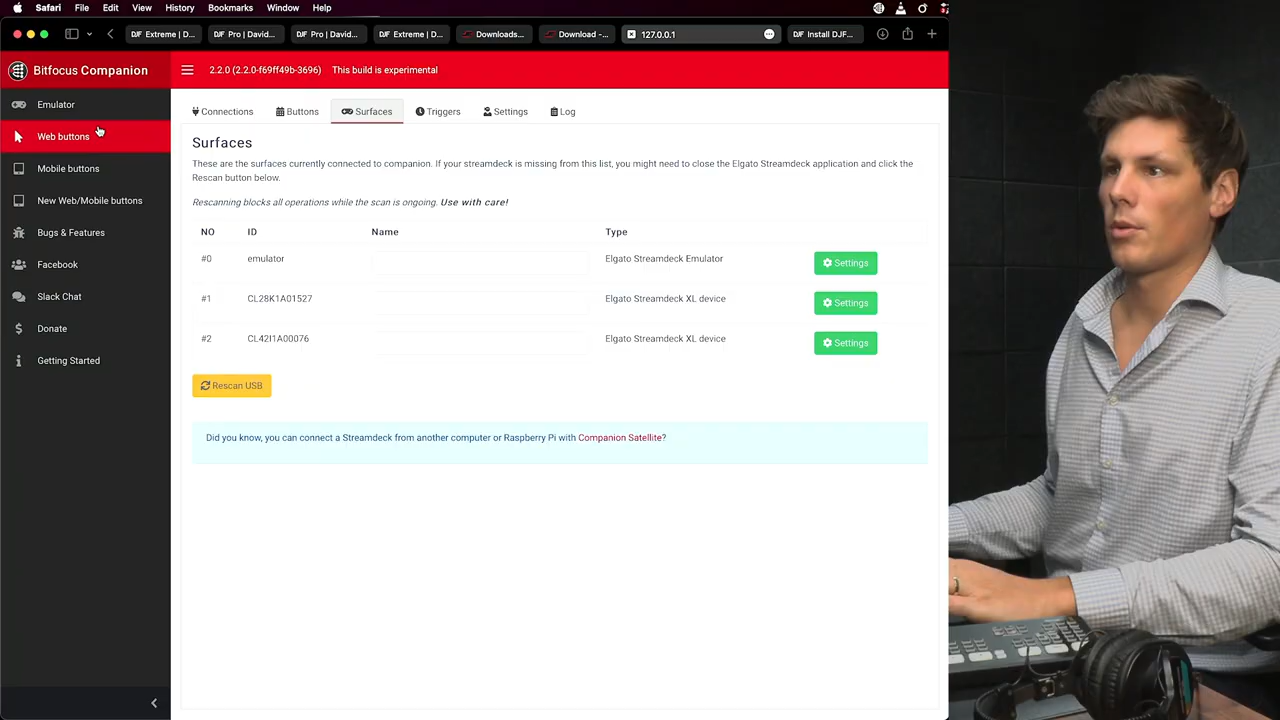 Safari File Edit View History Bookmarks Window Help
DJF Extreme | D... DJF Pro | David... DJF Pro | David... DJF Extreme | D... Downloads... Download -... 127.0.0.1 DJF Install DJF...
Bitfocus Companion
2.2.0 (2.2.0-f69ff49b-3696) This build is experimental
Emulator
Web buttons
Mobile buttons
New Web/Mobile buttons
Bugs & Features
Facebook
Slack Chat
Donate
Getting Started
Connections Buttons Surfaces Triggers Settings Log
Surfaces
These are the surfaces currently connected to companion. If your streamdeck is missing from this list, you might need to close the Elgato Streamdeck application and click the
Rescan button below.
Rescanning blocks all operations while the scan is ongoing. Use with care!
NO ID Name Type
#0 emulator Elgato Streamdeck Emulator Settings
#1 CL28K1A01527 Elgato Streamdeck XL device Settings
#2 CL42I1A00076 Elgato Streamdeck XL device Settings
Rescan USB
Did you know, you can connect a Streamdeck from another computer or Raspberry Pi with Companion Satellite?